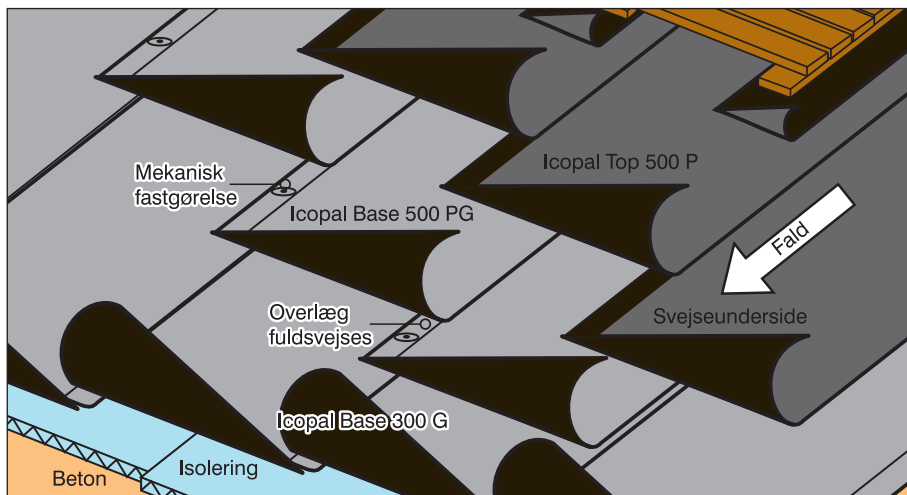 Icopal Top 500 P
Mekanisk
fastgørelse
Icopal Base 500 PG
Fald
Overlæg
fuldsvejses
Svejseunderside
Icopal Base 300 G
Isolering
Beton